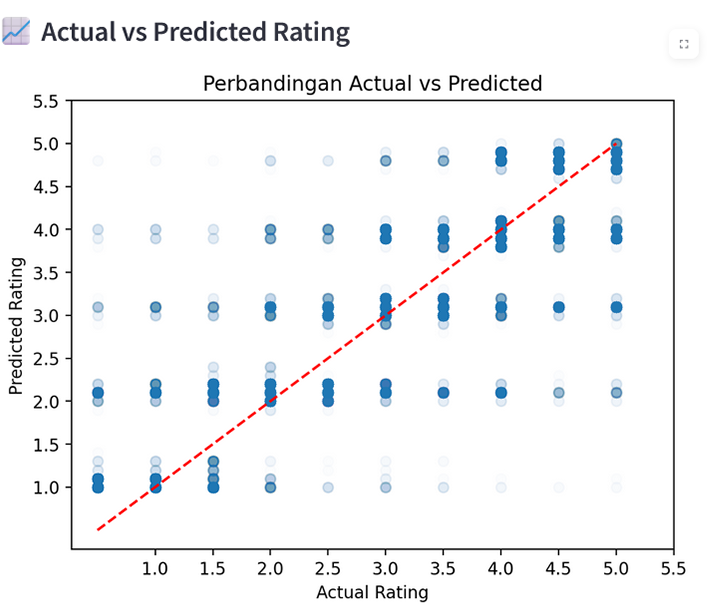 Actual vs Predicted Rating
Perbandingan Actual vs Predicted
5.5
5.0
4.5
4.0
3.5
3.0
2.5
2.0
1.5
1.0
Predicted Rating
1.0 1.5 2.0 2.5 3.0 3.5 4.0 4.5 5.0 5.5
Actual Rating